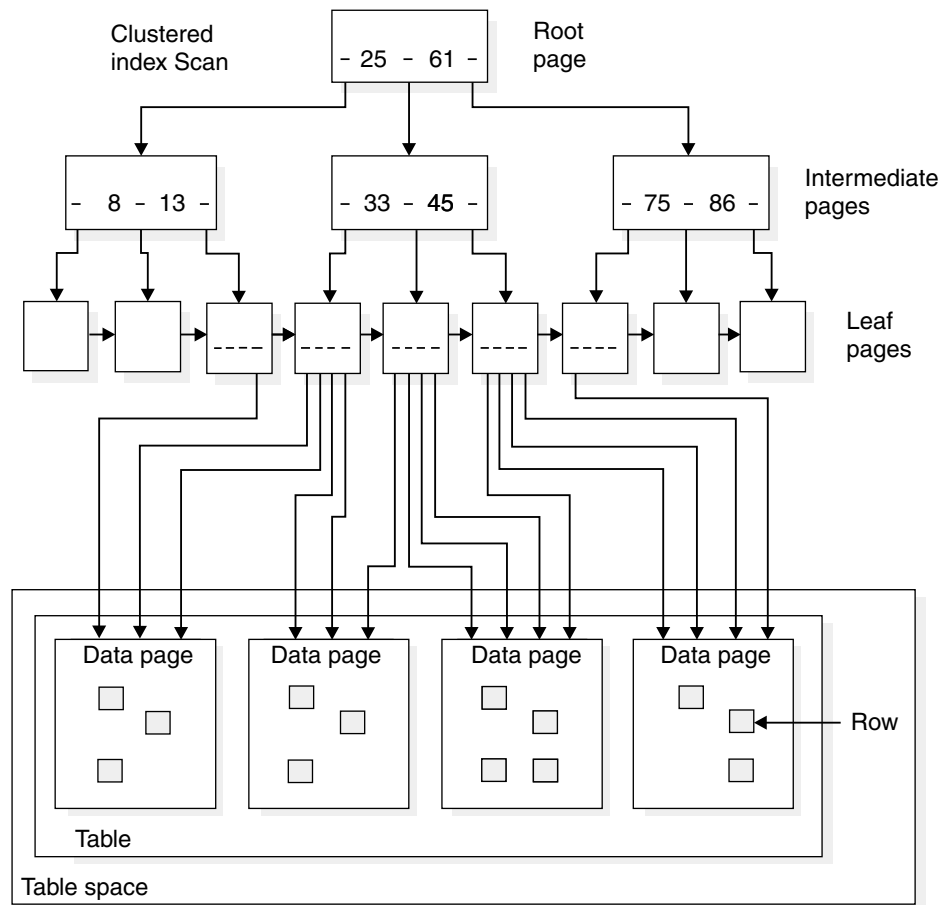 Clustered
index Scan
Root
page
- 25 - 61 -
- 8 - 13 -
- 33 - 45 -
- 75 - 86 -
Intermediate
pages
Leaf
pages
Data page
Data page
Data page
Data page
Row
Table
Table space